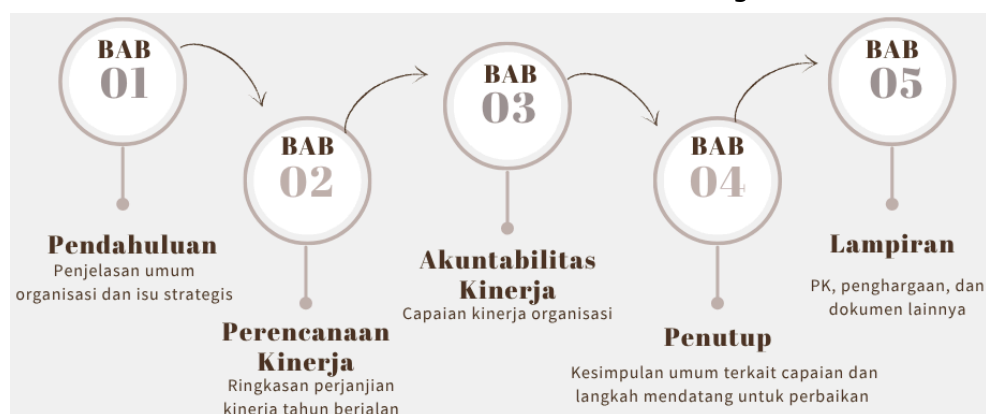 BAB
01
Pendahuluan
Penjelasan umum
organisasi dan isu strategis
BAB
02
Perencanaan
Kinerja
Ringkasan perjanjian
kinerja tahun berjalan
BAB
03
Akuntabilitas
Kinerja
Capaian kinerja organisasi
BAB
04
Penutup
Kesimpulan umum terkait capaian dan
langkah mendatang untuk perbaikan
BAB
05
Lampiran
PK, penghargaan, dan
dokumen lainnya